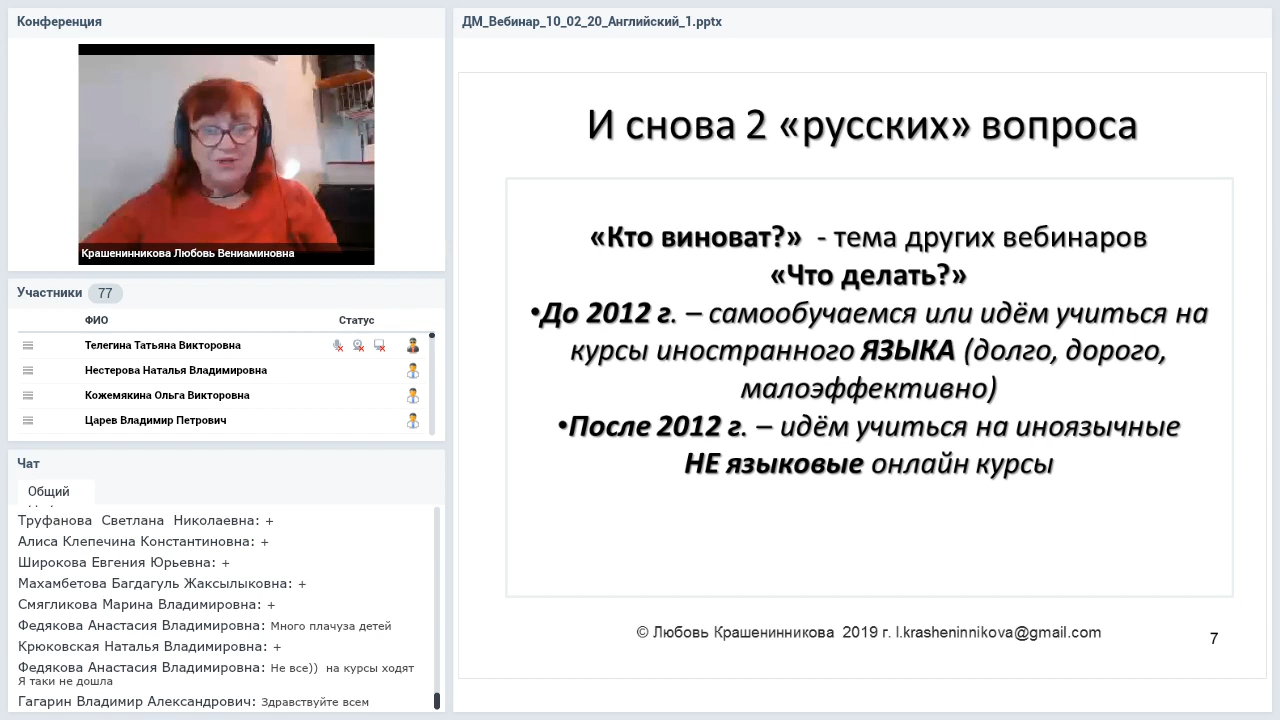 Конференция
Крашенинникова Любовь Вениаминовна
Участники 77
ФИО Статус
Телегина Татьяна Викторовна
Нестерова Наталья Владимировна
Кожемякина Ольга Викторовна
Царев Владимир Петрович
Чат
Общий
Труфанова Светлана Николаевна: +
Алиса Клепечина Константиновна: +
Широкова Евгения Юрьевна: +
Махамбетова Багдагуль Жаксылыковна: +
Смягликова Марина Владимировна: +
Федякова Анастасия Владимировна: Много плачуза детей
Крюковская Наталья Владимировна: +
Федякова Анастасия Владимировна: Не все)) на курсы ходят
Я таки не дошла
Гагарин Владимир Александрович: Здравствуйте всем
ДМ_Вебинар_10_02_20_Английский_1.pptx
И снова 2 «русских» вопроса
«Кто виноват?» - тема других вебинаров
«Что делать?»
•До 2012 г. – самообучаемся или идём учиться на
курсы иностранного ЯЗЫКА (долго, дорого,
малоэффективно)
•После 2012 г. – идём учиться на иноязычные
НЕ языковые онлайн курсы
© Любовь Крашенинникова 2019 г. l.krasheninnikova@gmail.com
7